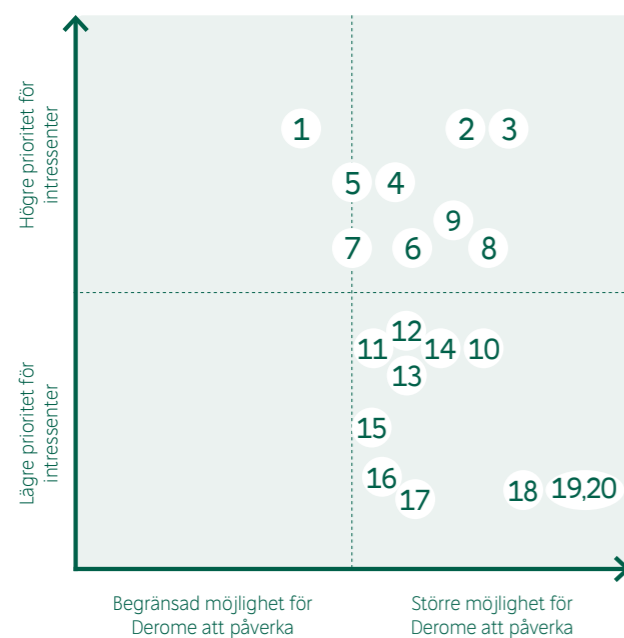 Högre prioritet för
intressenter
1
2
3
5
4
9
7
6
8
12
11
14
10
13
15
16
17
18
19,20
Lägre prioritet för
intressenter
Begränsad möjlighet för
Derome att påverka
Större möjlighet för
Derome att påverka